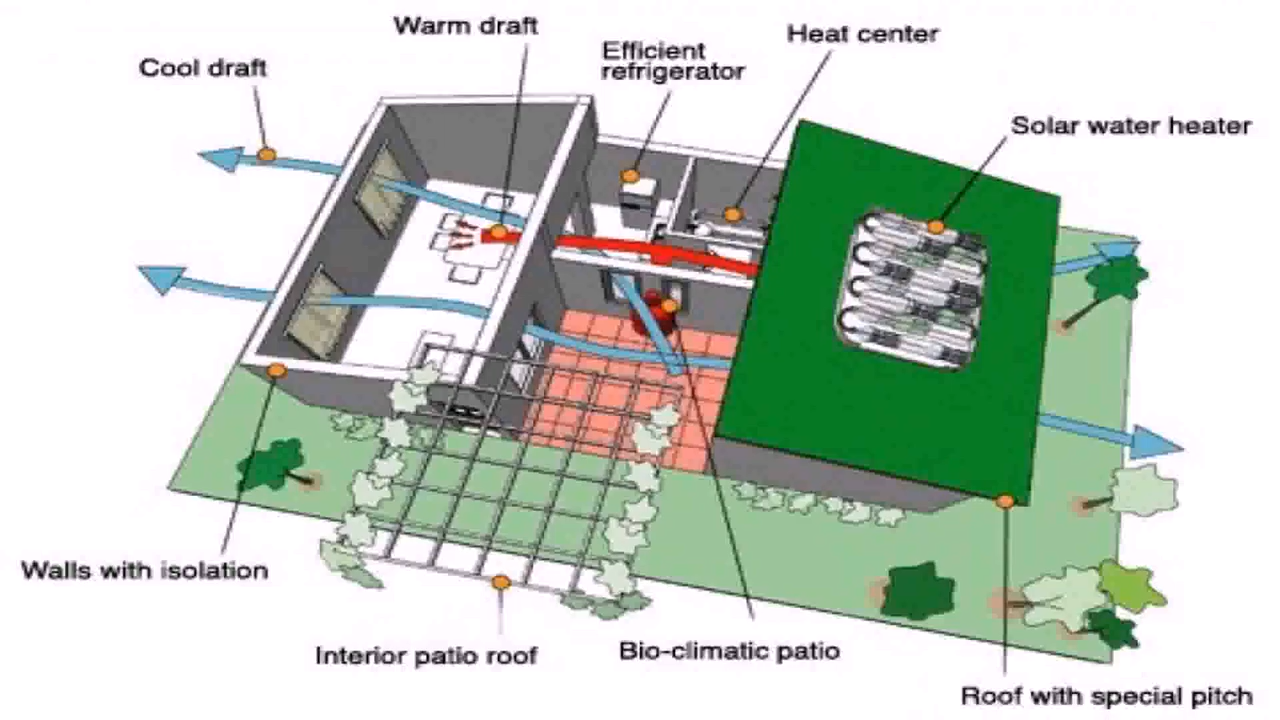 Warm draft
Efficient
refrigerator
Heat center
Cool draft
Solar water heater
Walls with isolation
Interior patio roof
Bio-climatic patio
Roof with special pitch